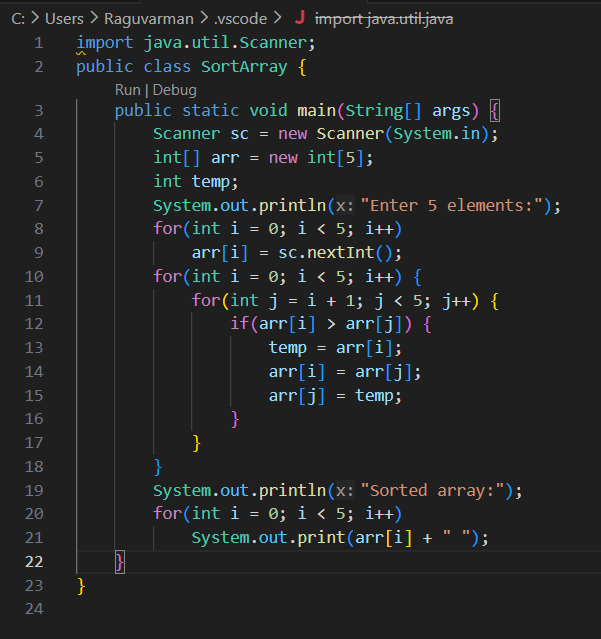 C: > Users > Raguvarman > .vscode > J import java.util.java
1 import java.util.Scanner;
2 public class SortArray {
Run | Debug
3     public static void main(String[] args) {
4         Scanner sc = new Scanner(System.in);
5         int[] arr = new int[5];
6         int temp;
7         System.out.println(x: "Enter 5 elements:");
8         for(int i = 0; i < 5; i++)
9             arr[i] = sc.nextInt();
10         for(int i = 0; i < 5; i++) {
11             for(int j = i + 1; j < 5; j++) {
12                 if(arr[i] > arr[j]) {
13                     temp = arr[i];
14                     arr[i] = arr[j];
15                     arr[j] = temp;
16                 }
17             }
18         }
19         System.out.println(x: "Sorted array:");
20         for(int i = 0; i < 5; i++)
21             System.out.print(arr[i] + " ");
22     }
23 }
24